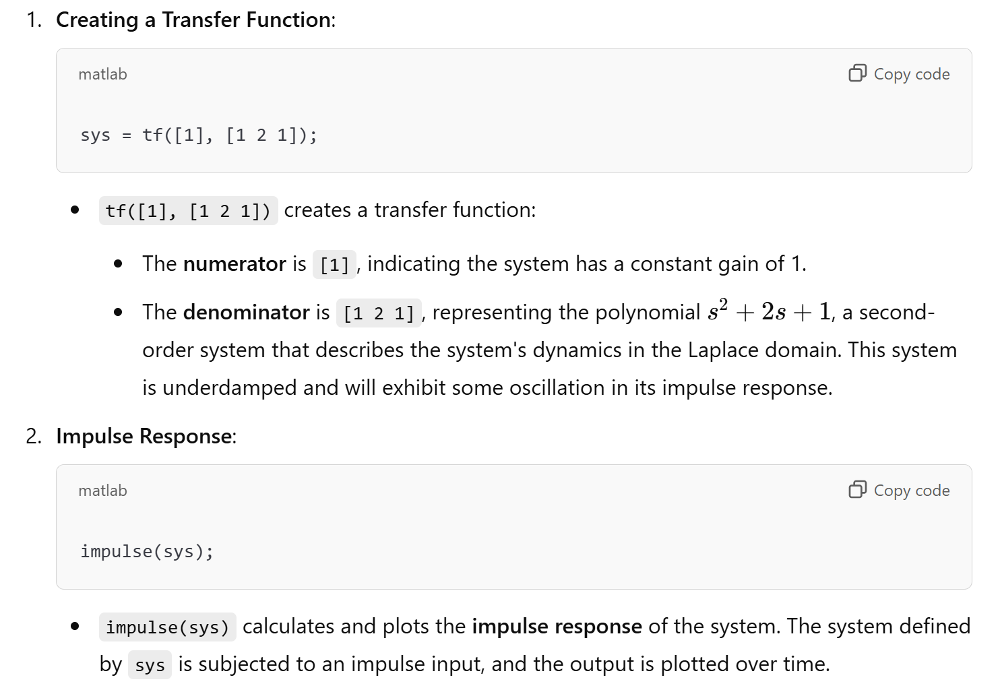 1. Creating a Transfer Function:
matlab
Copy code
sys = tf([1], [1 2 1]);
• tf([1], [1 2 1]) creates a transfer function:
• The numerator is [1], indicating the system has a constant gain of 1.
• The denominator is [1 2 1], representing the polynomial s² + 2s + 1, a second-
order system that describes the system's dynamics in the Laplace domain. This system
is underdamped and will exhibit some oscillation in its impulse response.
2. Impulse Response:
matlab
Copy code
impulse(sys);
• impulse(sys) calculates and plots the impulse response of the system. The system defined
by sys is subjected to an impulse input, and the output is plotted over time.